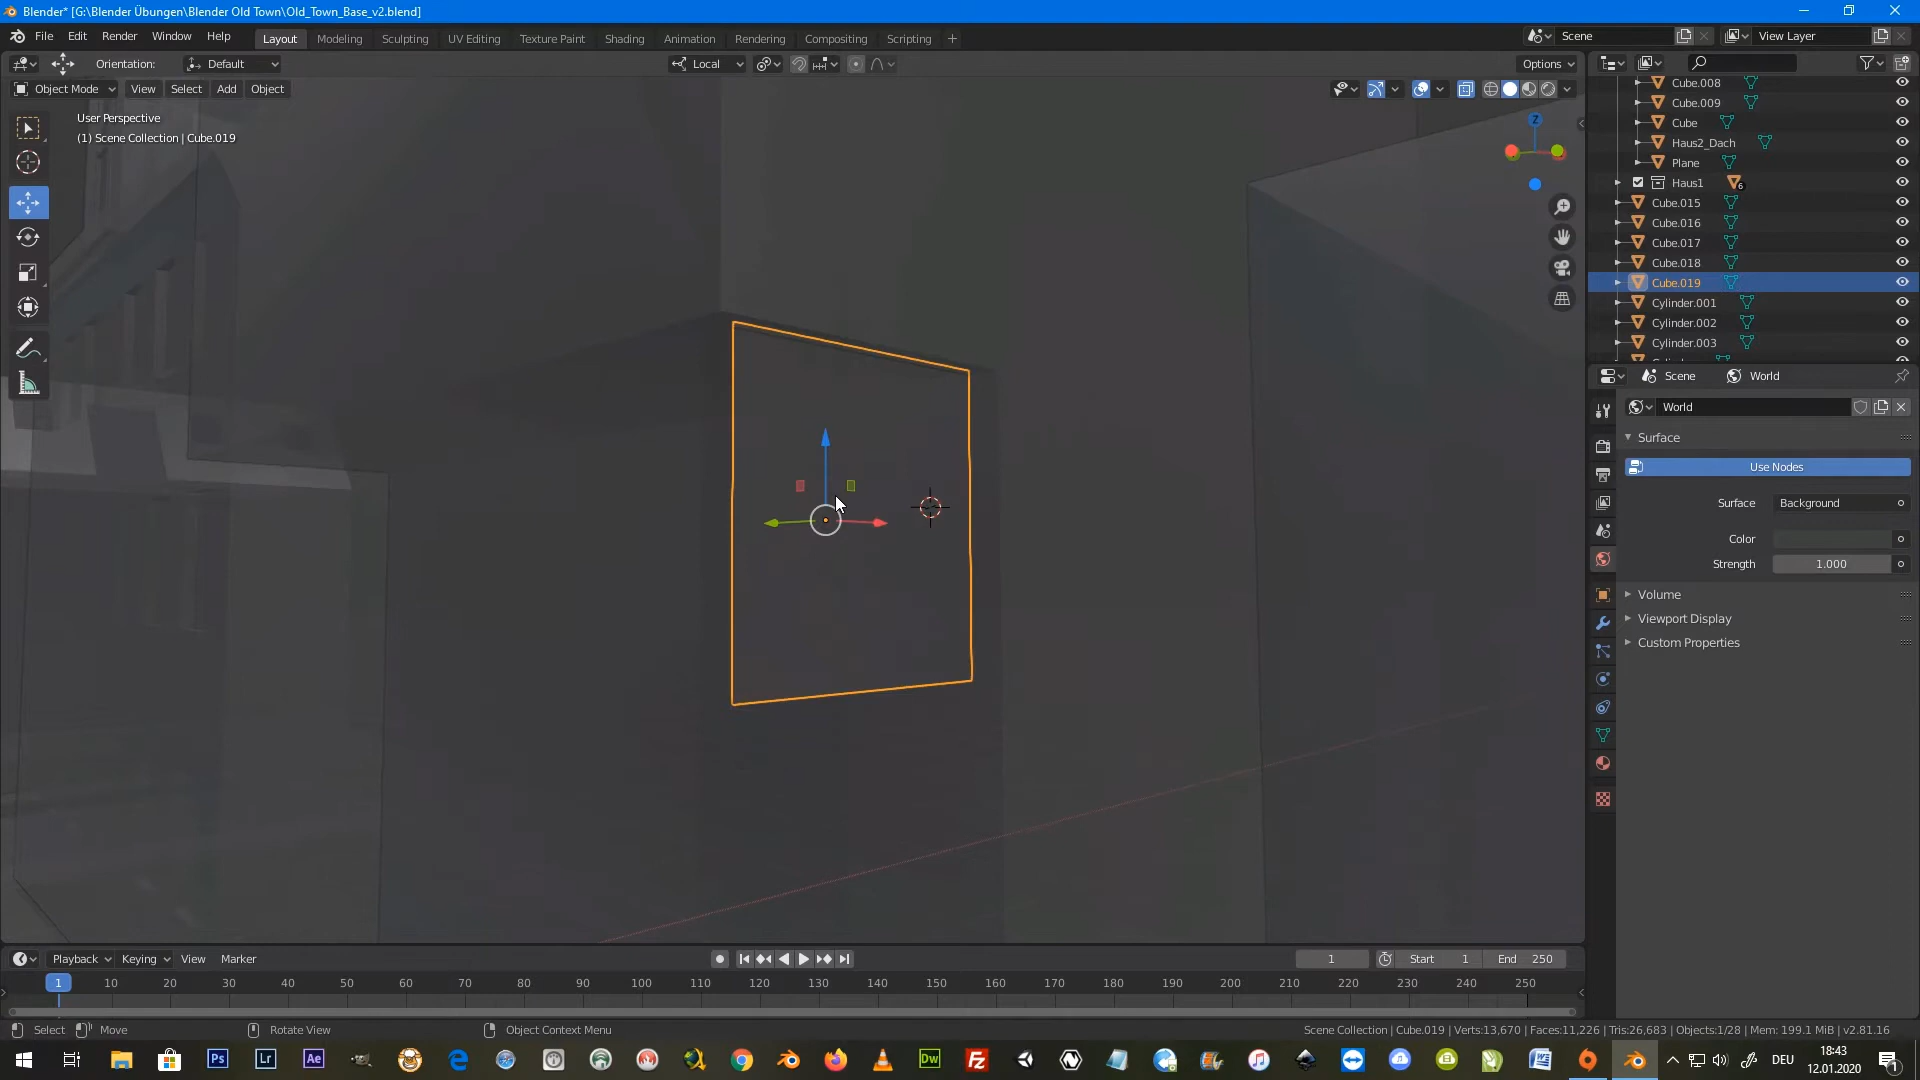 Blender* [G:\Blender Übungen\Blender Old Town\Old_Town_Base_v2.blend]
File Edit Render Window Help Layout Modeling Sculpting UV Editing Texture Paint Shading Animation Rendering Compositing Scripting + Scene View Layer
Orientation: Default Local Options
Object Mode View Select Add Object
User Perspective
(1) Scene Collection | Cube.019
Z
Cube.008
Cube.009
Cube
Haus2_Dach
Plane
Haus1 6
Cube.015
Cube.016
Cube.017
Cube.018
Cube.019
Cylinder.001
Cylinder.002
Cylinder.003
Scene World
World
Surface
Use Nodes
Surface Background
Color
Strength 1.000
Volume
Viewport Display
Custom Properties
Playback Keying View Marker 1 Start 1 End 250
1 10 20 30 40 50 60 70 80 90 100 110 120 130 140 150 160 170 180 190 200 210 220 230 240 250
Select Move Rotate View Object Context Menu Scene Collection | Cube.019 | Verts:13,670 | Faces:11,226 | Tris:26,683 | Objects:1/28 | Mem: 199.1 MiB | v2.81.16
Ps Lr Ae Dw Fz W DEU 18:43
12.01.2020 1